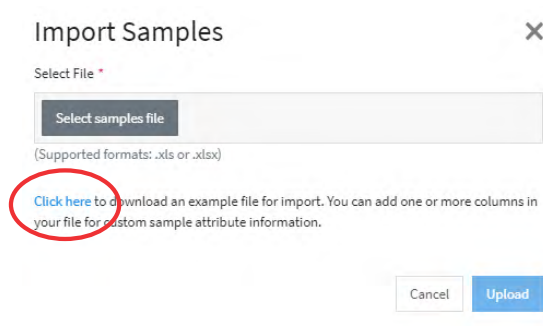 Import Samples
Select File *
Select samples file
(Supported formats: .xls or .xlsx)
Click here to download an example file for import. You can add one or more columns in
your file for custom sample attribute information.
Cancel Upload